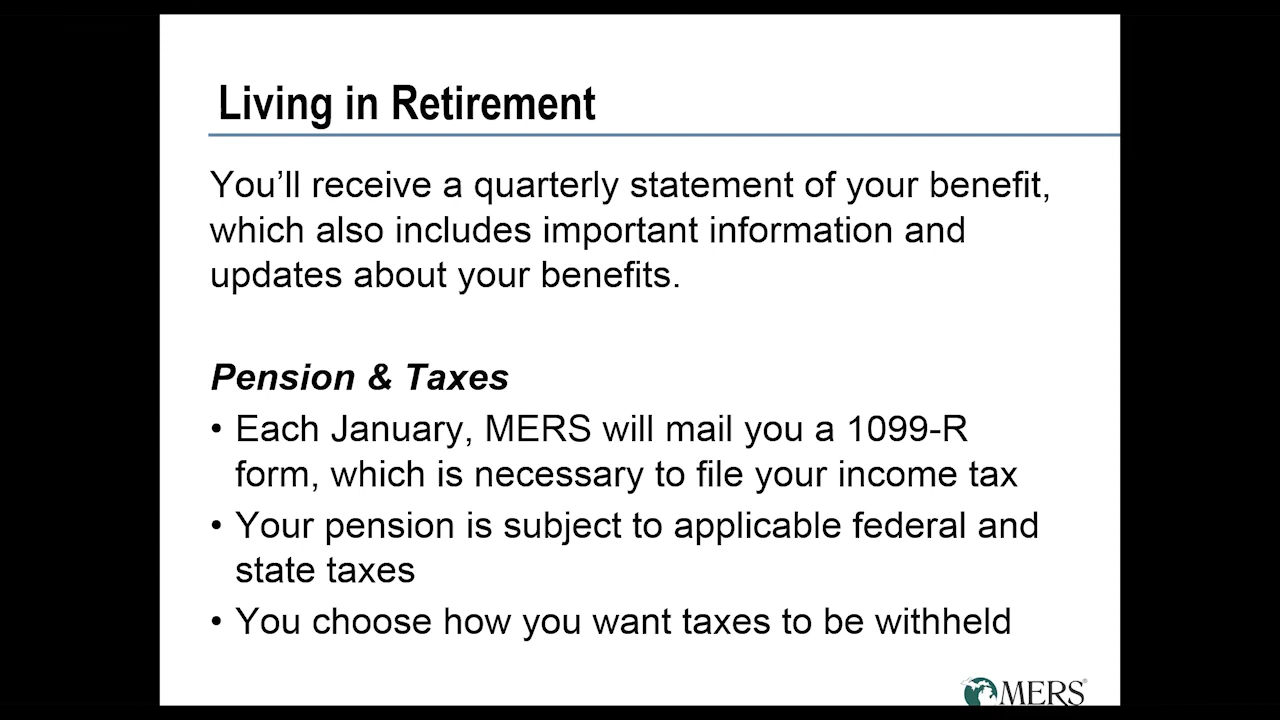 Living in Retirement
You’ll receive a quarterly statement of your benefit,
which also includes important information and
updates about your benefits.
Pension & Taxes
• Each January, MERS will mail you a 1099-R
form, which is necessary to file your income tax
• Your pension is subject to applicable federal and
state taxes
• You choose how you want taxes to be withheld
MERS®